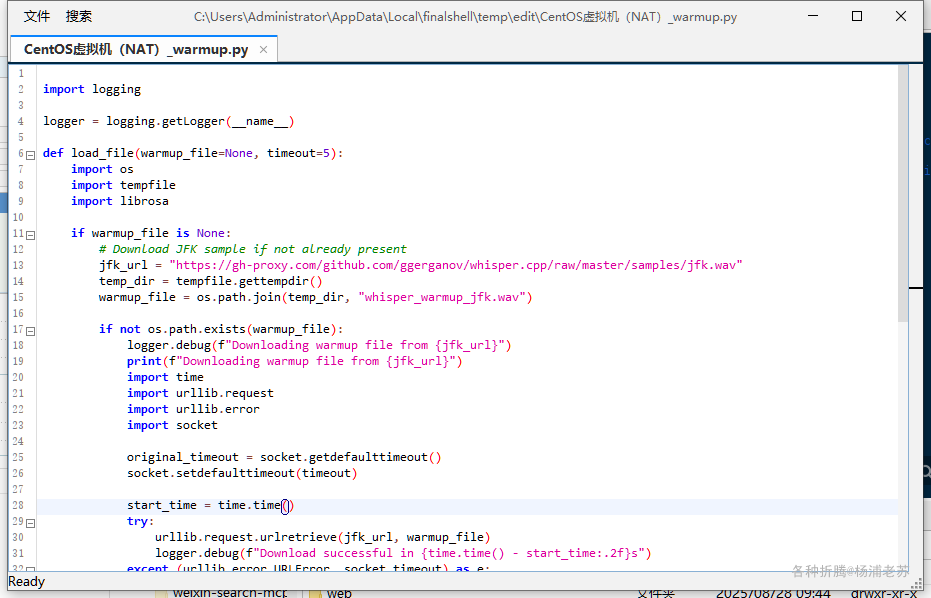 文件 搜索 C:\Users\Administrator\AppData\Local\finalshell\temp\edit\CentOS虚拟机（NAT）_warmup.py
CentOS虚拟机（NAT）_warmup.py ×
1
2 import logging
3
4 logger = logging.getLogger(__name__)
5
6 def load_file(warmup_file=None, timeout=5):
7 import os
8 import tempfile
9 import librosa
10
11 if warmup_file is None:
12 # Download JFK sample if not already present
13 jfk_url = "https://gh-proxy.com/github.com/ggerganov/whisper.cpp/raw/master/samples/jfk.wav"
14 temp_dir = tempfile.gettempdir()
15 warmup_file = os.path.join(temp_dir, "whisper_warmup_jfk.wav")
16
17 if not os.path.exists(warmup_file):
18 logger.debug(f"Downloading warmup file from {jfk_url}")
19 print(f"Downloading warmup file from {jfk_url}")
20 import time
21 import urllib.request
22 import urllib.error
23 import socket
24
25 original_timeout = socket.getdefaulttimeout()
26 socket.setdefaulttimeout(timeout)
27
28 start_time = time.time()
29 try:
30 urllib.request.urlretrieve(jfk_url, warmup_file)
31 logger.debug(f"Download successful in {time.time() - start_time:.2f}s")
32 except (urllib.error.URLError, socket.timeout) as e:
各种折腾@杨浦老苏
Ready
weixin-search-mcp web 文件夹 2025/08/28 09:44 drwxr-xr-x